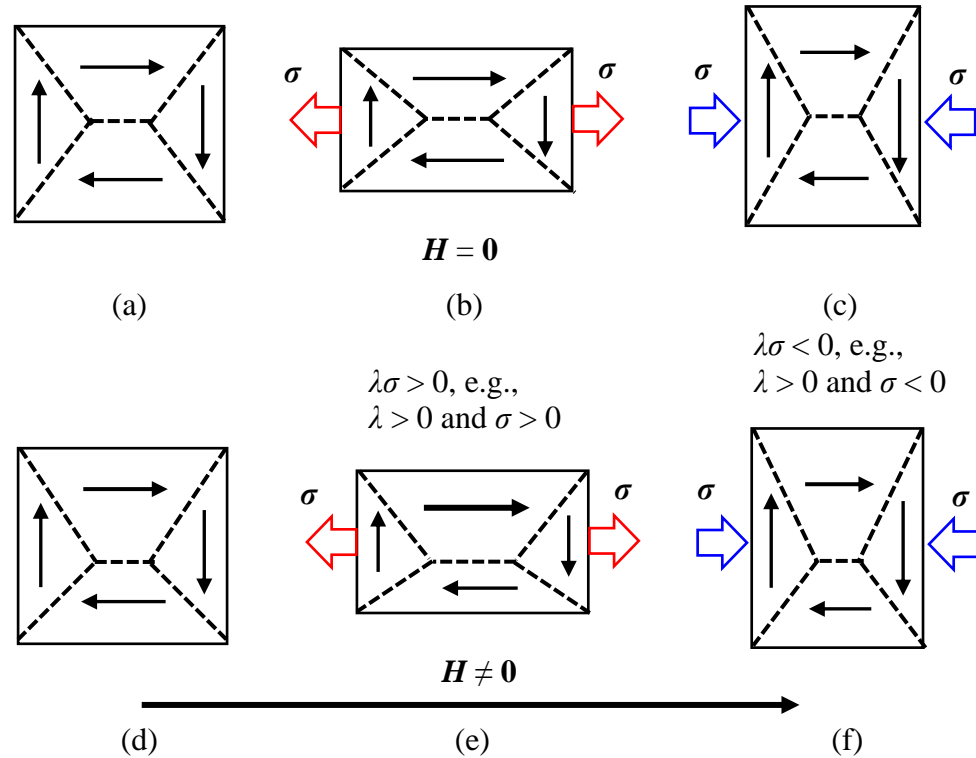 σ
σ
σ
σ
H = 0
(a)
(b)
(c)
λσ > 0, e.g.,
λ > 0 and σ > 0
λσ < 0, e.g.,
λ > 0 and σ < 0
σ
σ
σ
σ
H ≠ 0
(d)
(e)
(f)